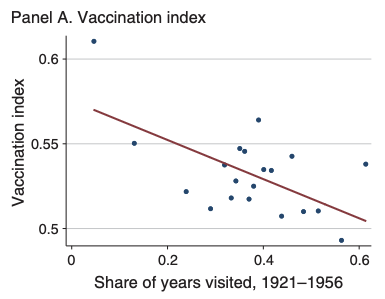 Panel A. Vaccination index
0.6
0.55
0.5
Vaccination index
0
0.2
0.4
0.6
Share of years visited, 1921–1956